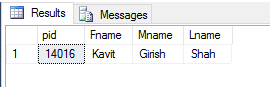 Results Messages
pid Fname Mname Lname
1 14016 Kavit Girish Shah